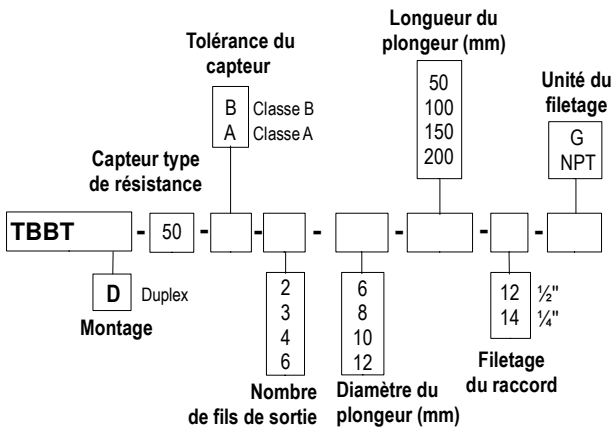 Longueur du
plongeur (mm)
Tolérance du
capteur
50
100
150
200
Unité du
filetage
B Classe B
A Classe A
G
NPT
Capteur type
de résistance
TBBT - 50 - - - - - -
D Duplex
Montage
2
3
4
6
6
8
10
12
12 ½"
14 ¼"
Nombre
de fils de sortie
Diamètre du
plongeur (mm)
Filetage
du raccord